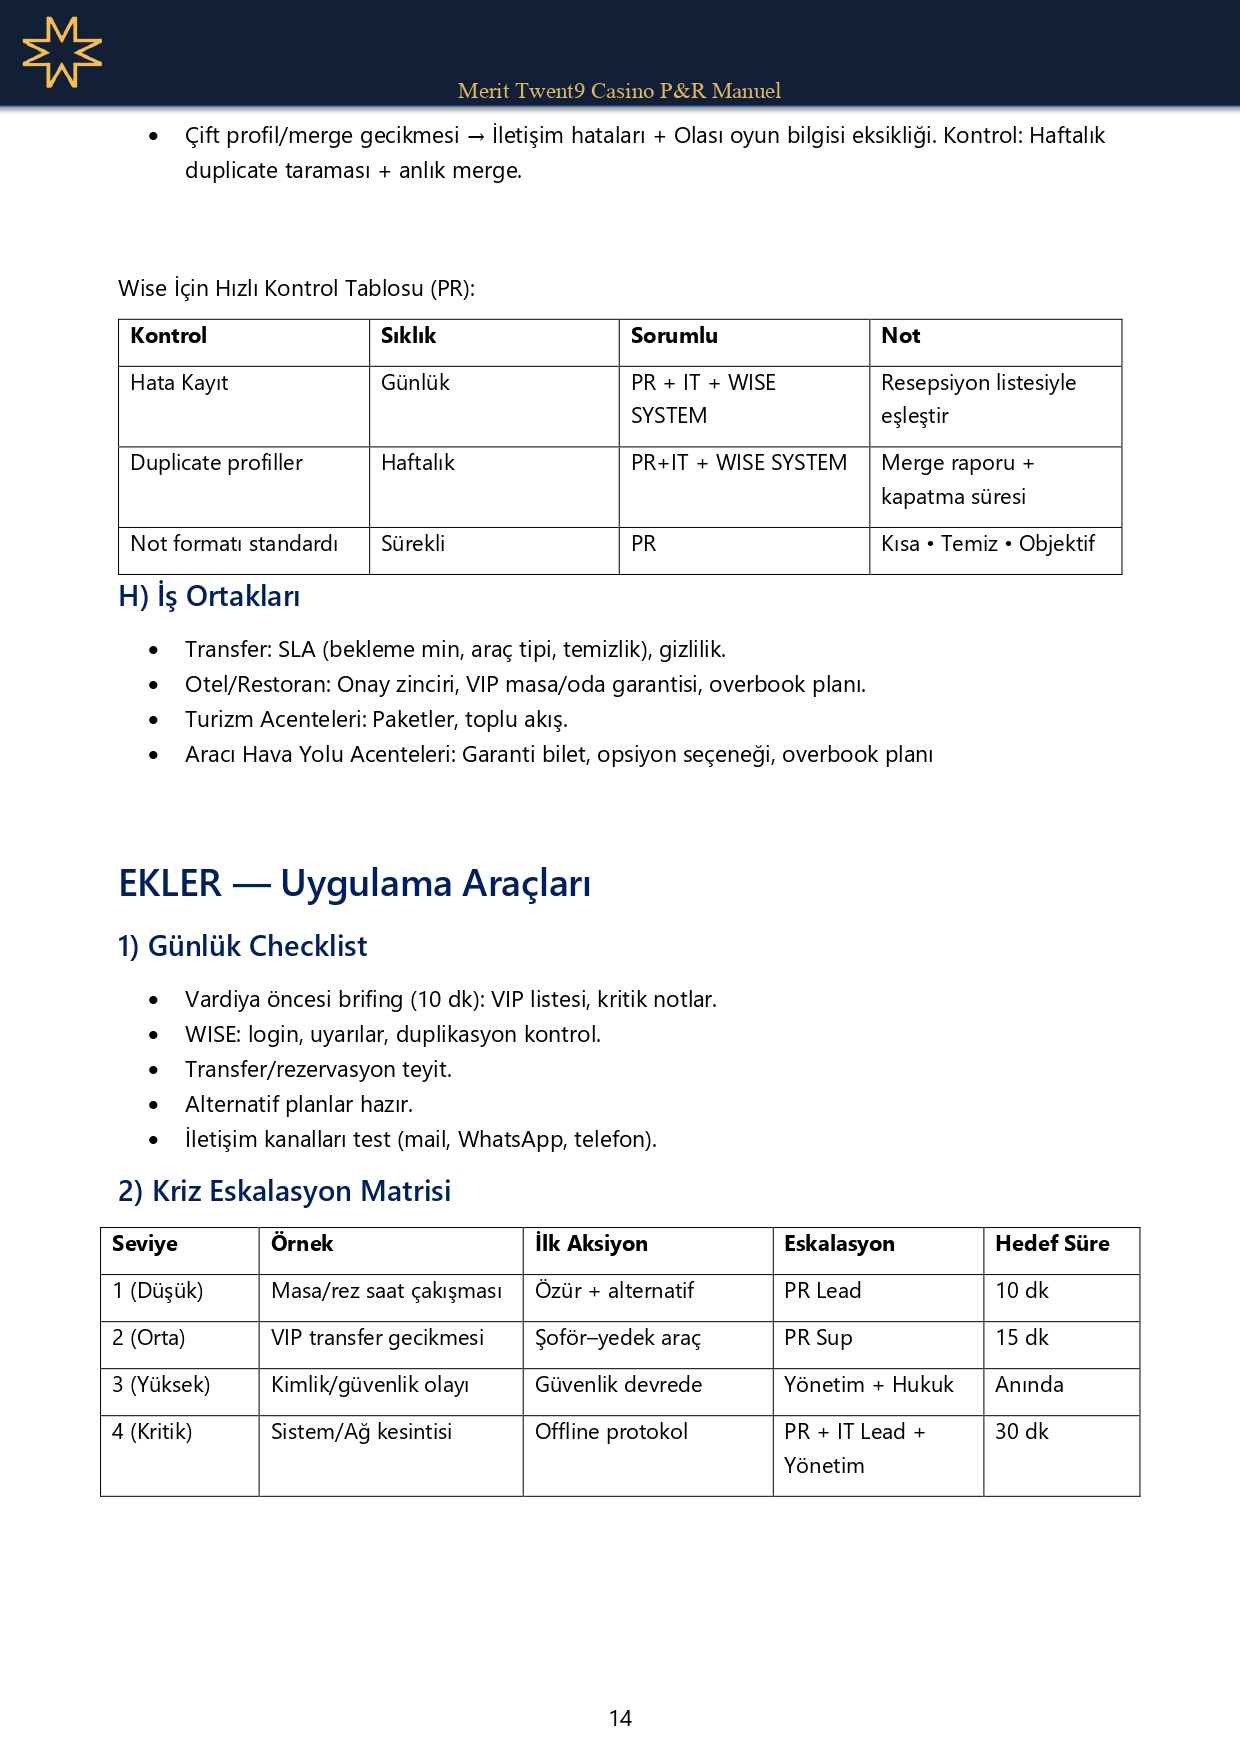 Merit Twent9 Casino P&R Manuel
• Çift profil/merge gecikmesi → İletişim hataları + Olası oyun bilgisi eksikliği. Kontrol: Haftalık
duplicate taraması + anlık merge.
Wise İçin Hızlı Kontrol Tablosu (PR):
Kontrol Sıklık Sorumlu Not
Hata Kayıt Günlük PR + IT + WISE Resepsiyon listesiyle
SYSTEM eşleştir
Duplicate profiller Haftalık PR+IT + WISE SYSTEM Merge raporu +
kapatma süresi
Not formatı standardı Sürekli PR Kısa • Temiz • Objektif
H) İş Ortakları
• Transfer: SLA (bekleme min, araç tipi, temizlik), gizlilik.
• Otel/Restoran: Onay zinciri, VIP masa/oda garantisi, overbook planı.
• Turizm Acenteleri: Paketler, toplu akış.
• Aracı Hava Yolu Acenteleri: Garanti bilet, opsiyon seçeneği, overbook planı
EKLER — Uygulama Araçları
1) Günlük Checklist
• Vardiya öncesi brifing (10 dk): VIP listesi, kritik notlar.
• WISE: login, uyarılar, duplikasyon kontrol.
• Transfer/rezervasyon teyit.
• Alternatif planlar hazır.
• İletişim kanalları test (mail, WhatsApp, telefon).
2) Kriz Eskalasyon Matrisi
Seviye Örnek İlk Aksiyon Eskalasyon Hedef Süre
1 (Düşük) Masa/rez saat çakışması Özür + alternatif PR Lead 10 dk
2 (Orta) VIP transfer gecikmesi Şoför–yedek araç PR Sup 15 dk
3 (Yüksek) Kimlik/güvenlik olayı Güvenlik devrede Yönetim + Hukuk Anında
4 (Kritik) Sistem/Ağ kesintisi Offline protokol PR + IT Lead + 30 dk
Yönetim
14